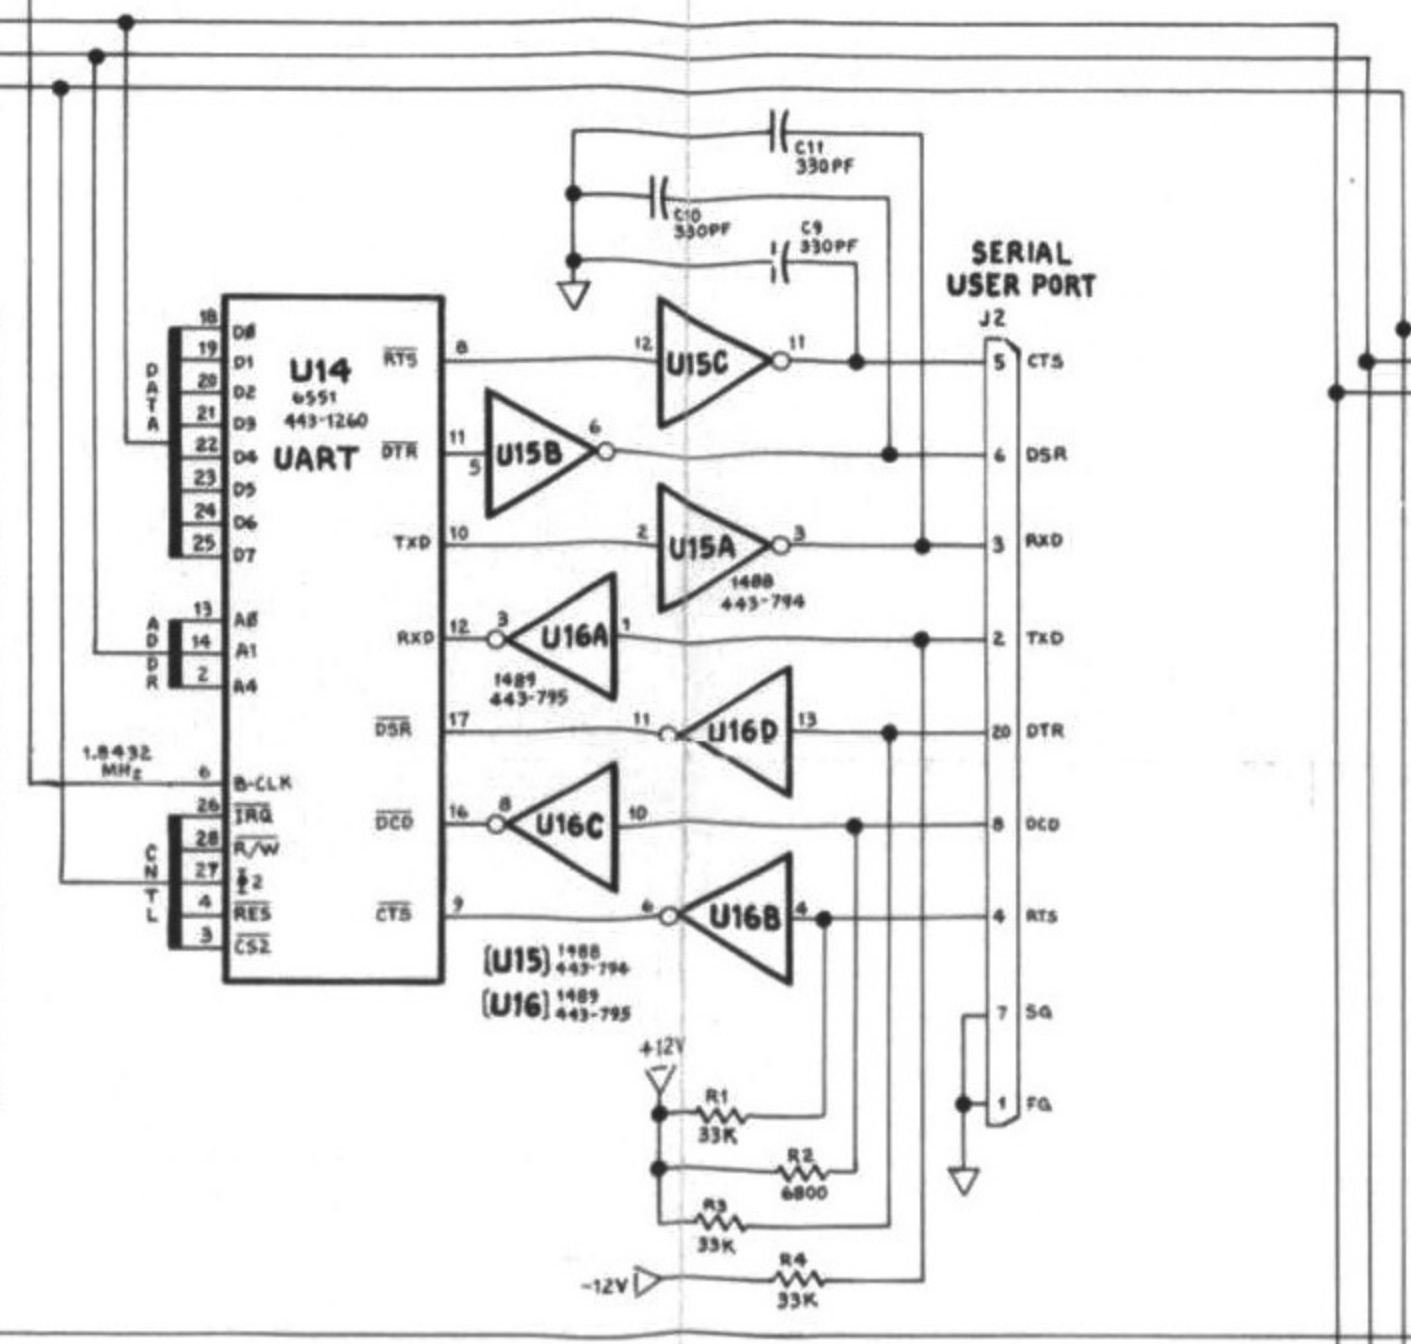 C11
330PF
C10
330PF
C9
330PF
SERIAL
USER PORT
J2
DATA
18 D0
19 D1
20 D2
21 D3
22 D4
23 D5
24 D6
25 D7
U14
6551
443-1260
UART
RTS 8
12 U15C 11
5 CTS
DTR 11
5 U15B 6
6 DSR
TXD 10
2 U15A 3
1488
443-794
3 RXD
ADDR
13 A0
14 A1
2 A4
RXD 12
3 U16A 1
1489
443-795
2 TXD
DSR 17
11 U16D 13
20 DTR
1.8432
MHz
6 B-CLK
CNTL
26 IRQ
28 R/W
27 Φ2
4 RES
3 CS2
DCD 16
8 U16C 10
8 DCD
CTS 9
6 U16B 4
4 RTS
[U15] 1488
443-794
[U16] 1489
443-795
7 SG
1 FG
+12V
R1
33K
R2
6800
R3
33K
R4
33K
-12V